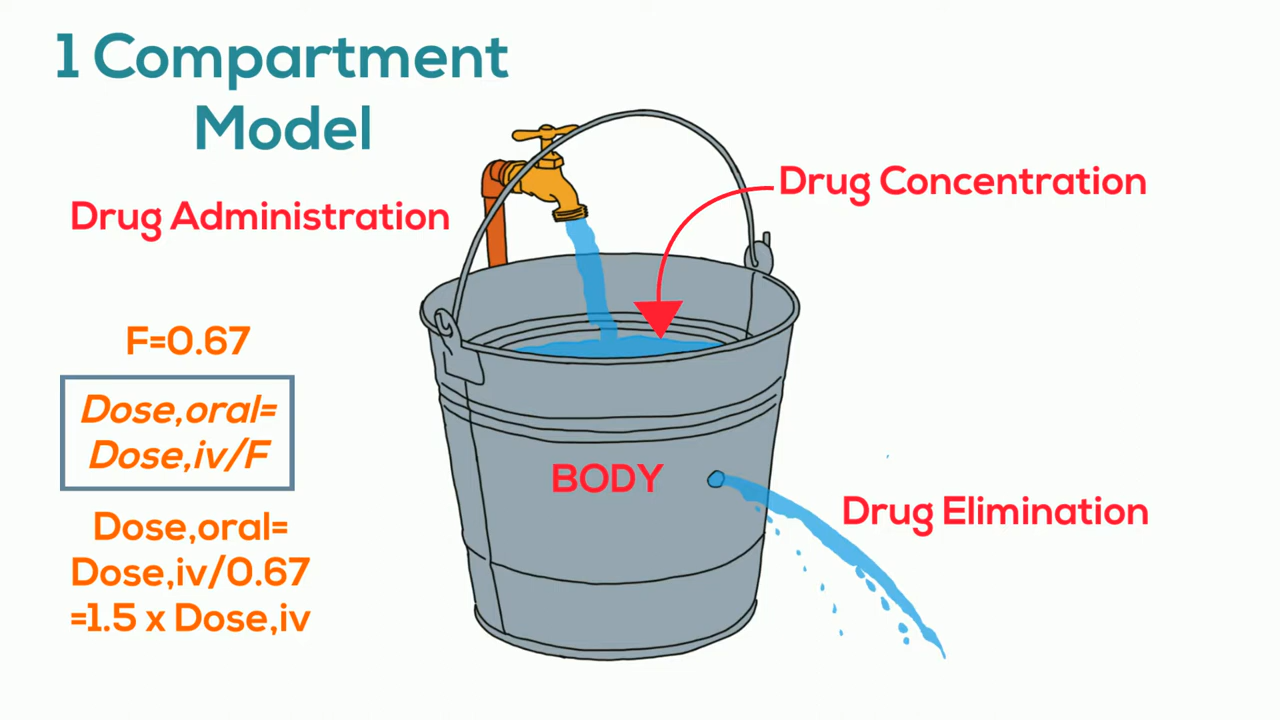 1 Compartment
Model
Drug Administration
Drug Concentration
F=0.67
Dose,oral=
Dose,iv/F
Dose,oral=
Dose,iv/0.67
=1.5 x Dose,iv
BODY
Drug Elimination